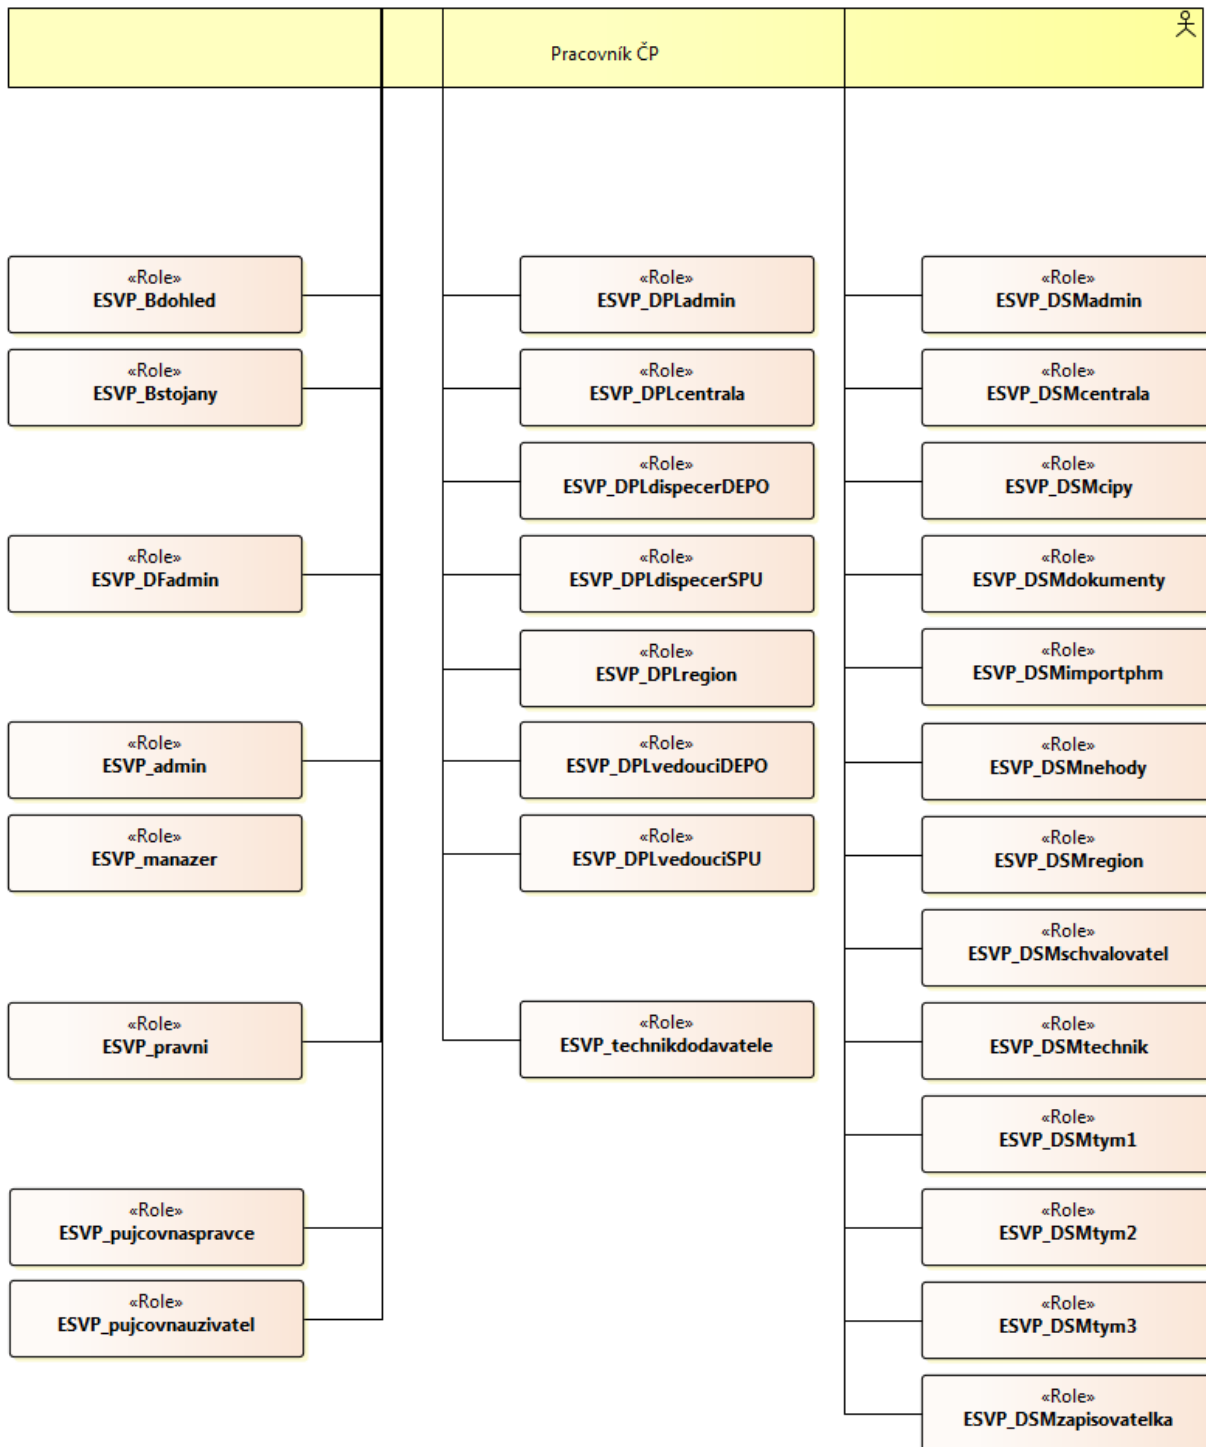 Pracovník ČP
«Role»
ESVP_Bdohled
«Role»
ESVP_Bstojany
«Role»
ESVP_DFadmin
«Role»
ESVP_admin
«Role»
ESVP_manazer
«Role»
ESVP_pravni
«Role»
ESVP_pujcovnaspravce
«Role»
ESVP_pujcovnauzivatel
«Role»
ESVP_DPLadmin
«Role»
ESVP_DPLcentrala
«Role»
ESVP_DPLdispecerDEPO
«Role»
ESVP_DPLdispecerSPU
«Role»
ESVP_DPLregion
«Role»
ESVP_DPLvedouciDEPO
«Role»
ESVP_DPLvedouciSPU
«Role»
ESVP_technikdodavatele
«Role»
ESVP_DSMadmin
«Role»
ESVP_DSMcentrala
«Role»
ESVP_DSMcipy
«Role»
ESVP_DSMdokumenty
«Role»
ESVP_DSMimportphm
«Role»
ESVP_DSMnehody
«Role»
ESVP_DSMregion
«Role»
ESVP_DSMschvalovatel
«Role»
ESVP_DSMtechnik
«Role»
ESVP_DSMtym1
«Role»
ESVP_DSMtym2
«Role»
ESVP_DSMtym3
«Role»
ESVP_DSMzapisovatelka